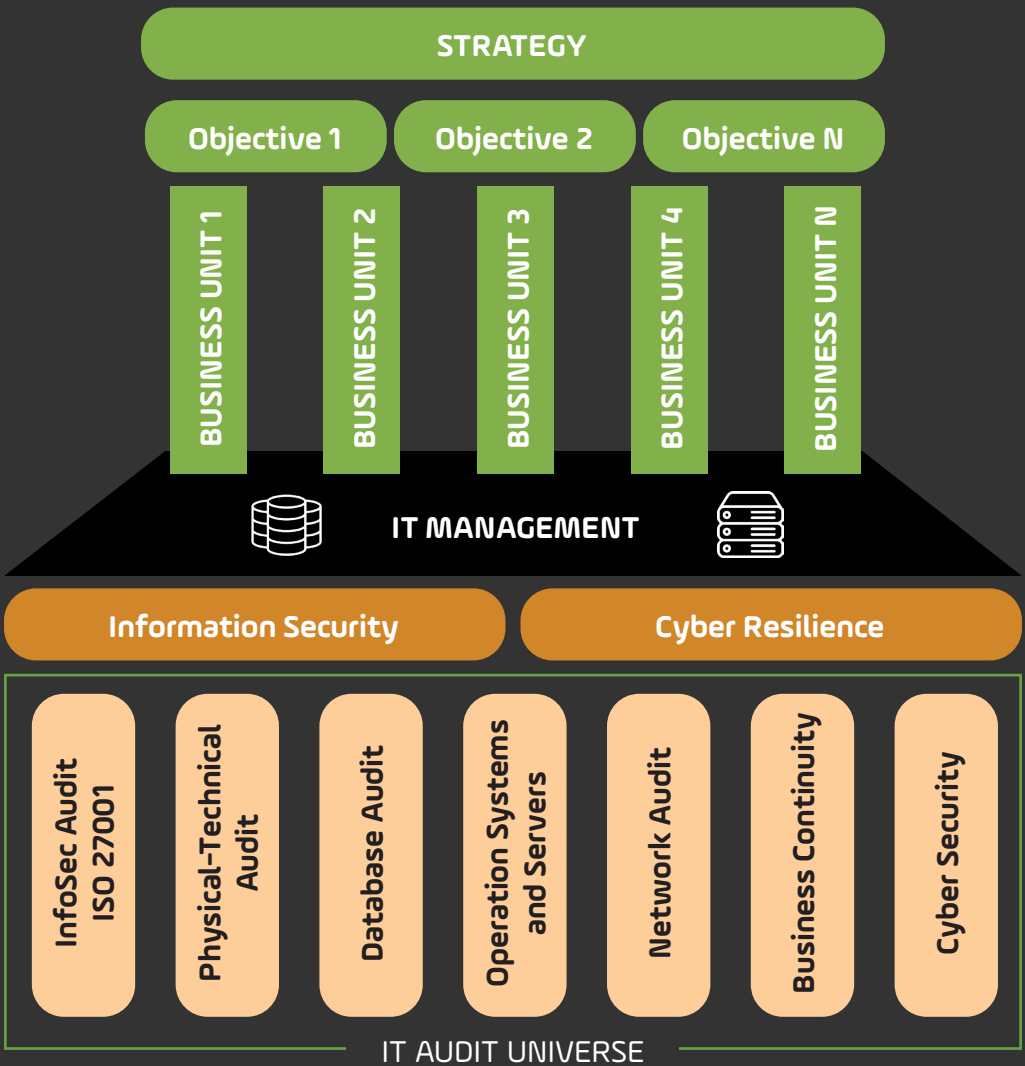 STRATEGY
Objective 1
Objective 2
Objective N
BUSINESS UNIT 1
BUSINESS UNIT 2
BUSINESS UNIT 3
BUSINESS UNIT 4
BUSINESS UNIT N
IT MANAGEMENT
Information Security
Cyber Resilience
InfoSec Audit
ISO 27001
Physical-Technical
Audit
Database Audit
Operation Systems
and Servers
Network Audit
Business Continuity
Cyber Security
IT AUDIT UNIVERSE